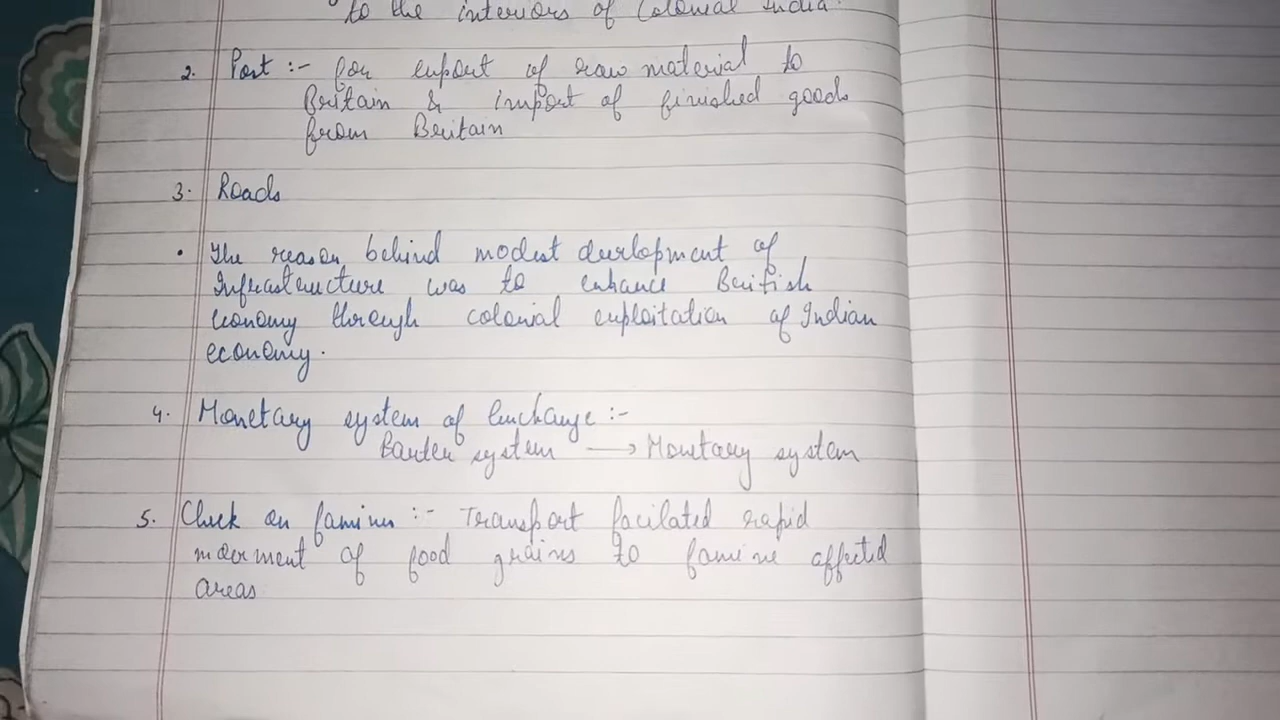 to the interiors of Colonial India.
2. Port :- for export of raw material to
Britain & import of finished goods
from Britain
3. Roads
• The reason behind modest development of
Infrastructure was to enhance British
economy through colonial exploitation of Indian
economy.
4. Monetary system of Exchange :-
Barter system → Monetary system
5. Check on famines :- Transport facilated rapid
movement of food grains to famine affected
areas